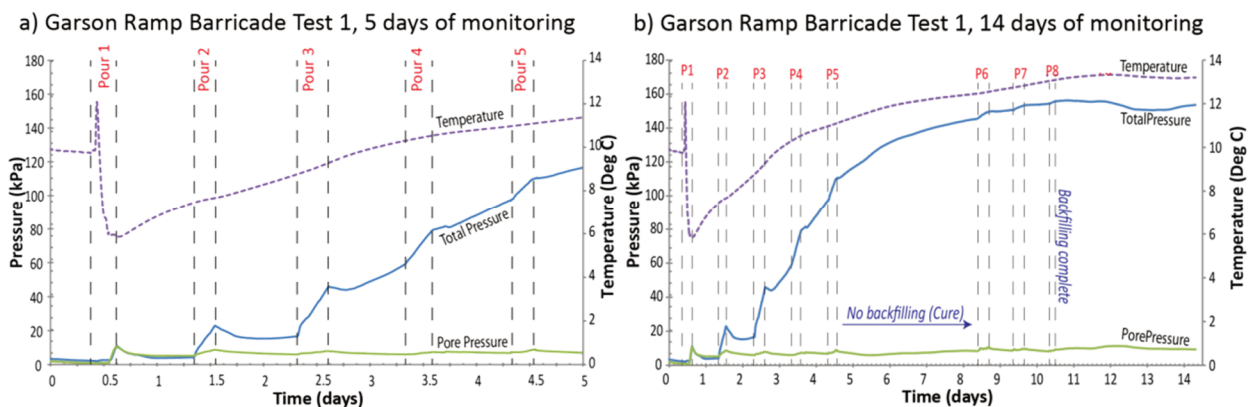 a) Garson Ramp Barricade Test 1, 5 days of monitoring
Pour 1
Pour 2
Pour 3
Pour 4
Pour 5
180
160
140
120
100
80
60
40
20
0
Pressure (kPa)
14
12
10
8
6
4
2
0
Temperature (Deg C)
Temperature
Total Pressure
Pore Pressure
0
0.5
1
1.5
2
2.5
3
3.5
4
4.5
5
Time (days)
b) Garson Ramp Barricade Test 1, 14 days of monitoring
P1
P2
P3
P4
P5
P6
P7
P8
180
160
140
120
100
80
60
40
20
0
Pressure (kPa)
14
12
10
8
6
4
2
0
Temperature (Deg C)
Temperature
TotalPressure
Backfilling complete
No backfilling (Cure)
PorePressure
0
1
2
3
4
5
6
7
8
9
10
11
12
13
14
Time (days)